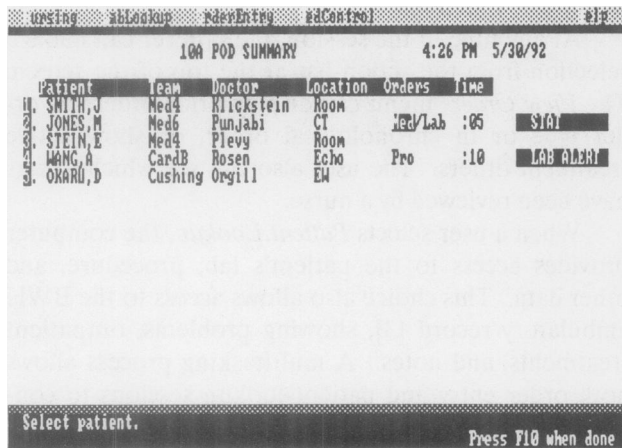 ursing abLookup rderEntry edControl elp
10A POD SUMMARY 4:26 PM 5/30/92
Patient Team Doctor Location Orders Time
1. SMITH,J Med4 Klickstein Room
2. JONES,M Med6 Punjabi CT Med/Lab :05 STAT
3. STEIN,E Med4 Plevy Room
4. WANG,A CardB Rosen Echo Pro :10 LAB ALERT
5. OKARU,D Cushing Orgill EW
Select patient.
Press F10 when done